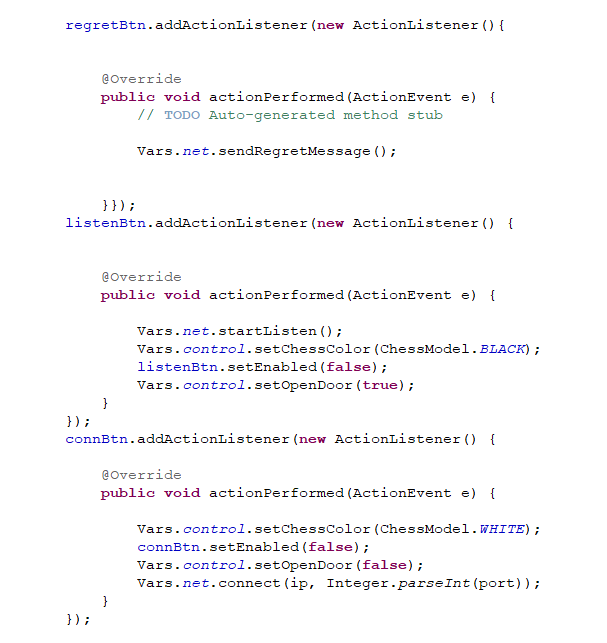 regretBtn.addActionListener(new ActionListener(){
@Override
public void actionPerformed(ActionEvent e) {
// TODO Auto-generated method stub
Vars.net.sendRegretMessage();
}});
listenBtn.addActionListener(new ActionListener() {
@Override
public void actionPerformed(ActionEvent e) {
Vars.net.startListen();
Vars.control.setChessColor(ChessModel.BLACK);
listenBtn.setEnabled(false);
Vars.control.setOpenDoor(true);
}
});
connBtn.addActionListener(new ActionListener() {
@Override
public void actionPerformed(ActionEvent e) {
Vars.control.setChessColor(ChessModel.WHITE);
connBtn.setEnabled(false);
Vars.control.setOpenDoor(false);
Vars.net.connect(ip, Integer.parseInt(port));
}
});